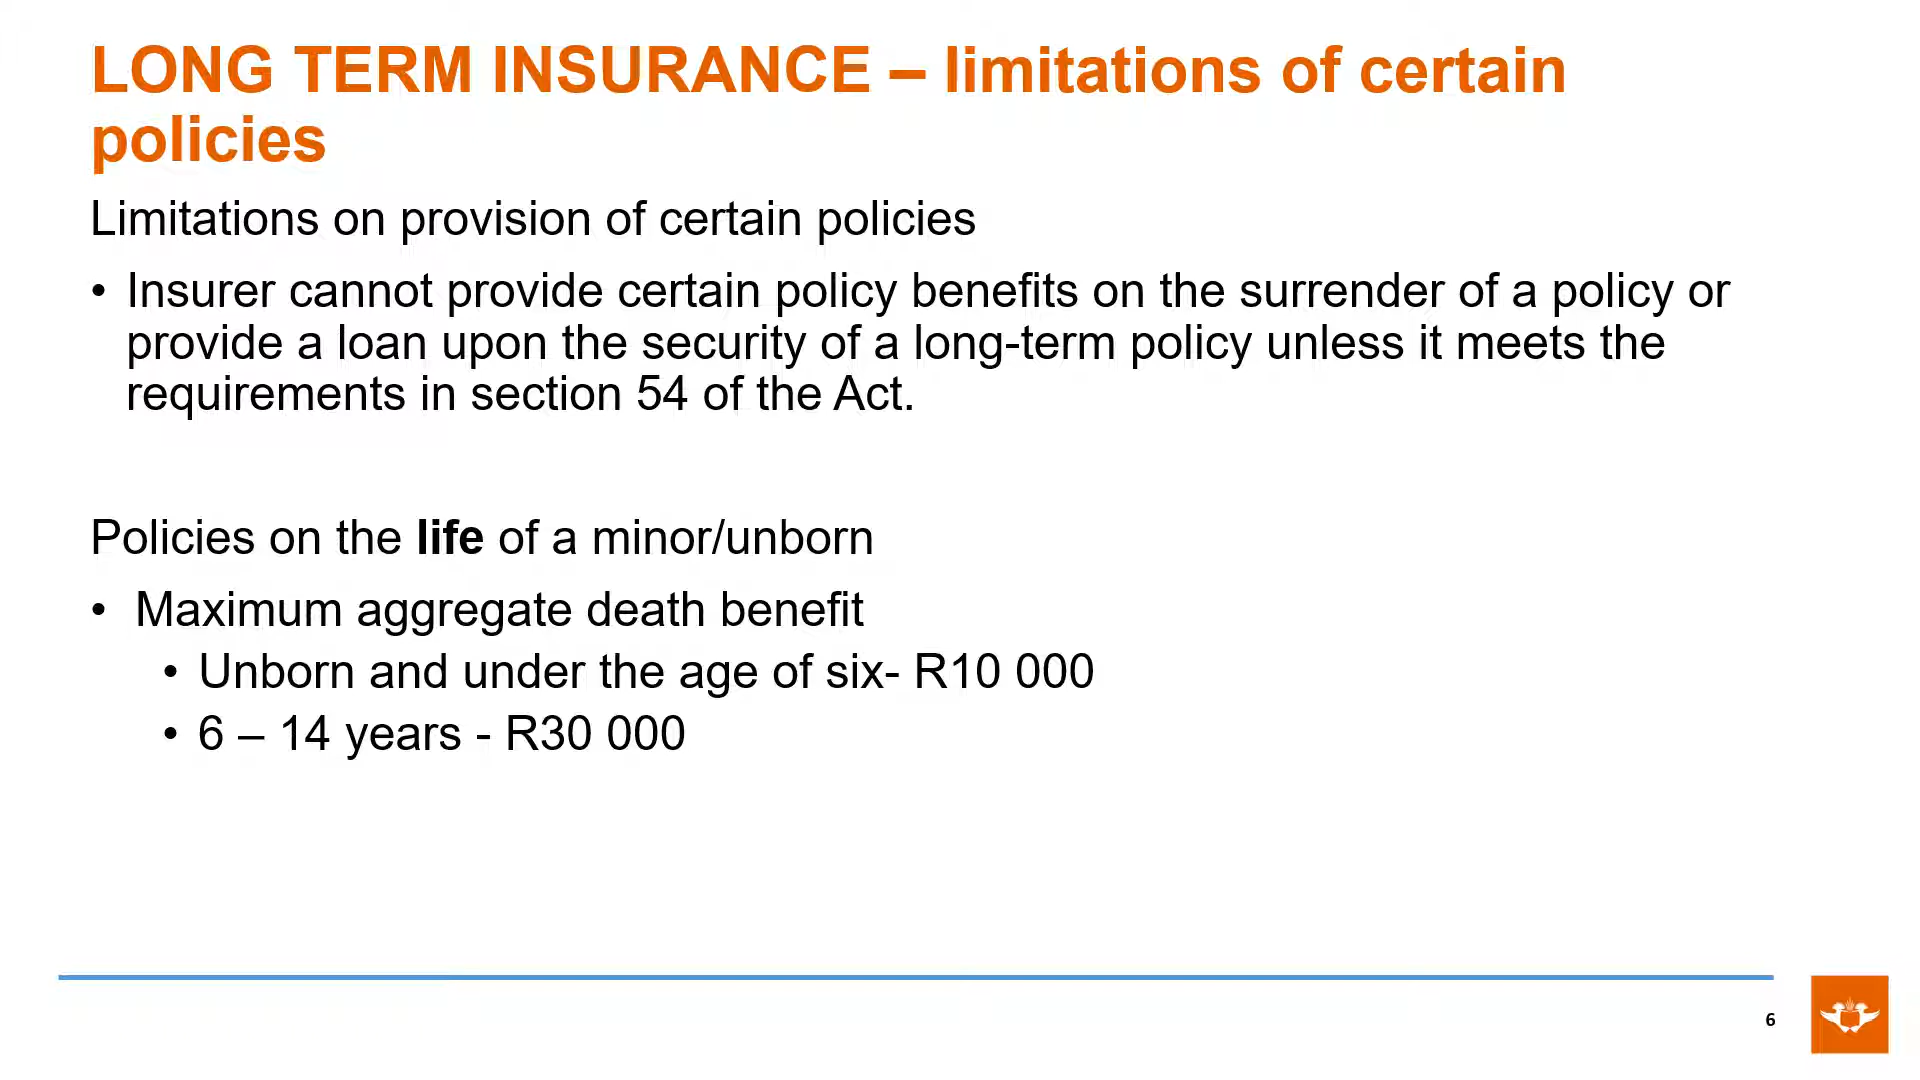 LONG TERM INSURANCE – limitations of certain
policies
Limitations on provision of certain policies
• Insurer cannot provide certain policy benefits on the surrender of a policy or
provide a loan upon the security of a long-term policy unless it meets the
requirements in section 54 of the Act.
Policies on the life of a minor/unborn
• Maximum aggregate death benefit
• Unborn and under the age of six- R10 000
• 6 – 14 years - R30 000
6